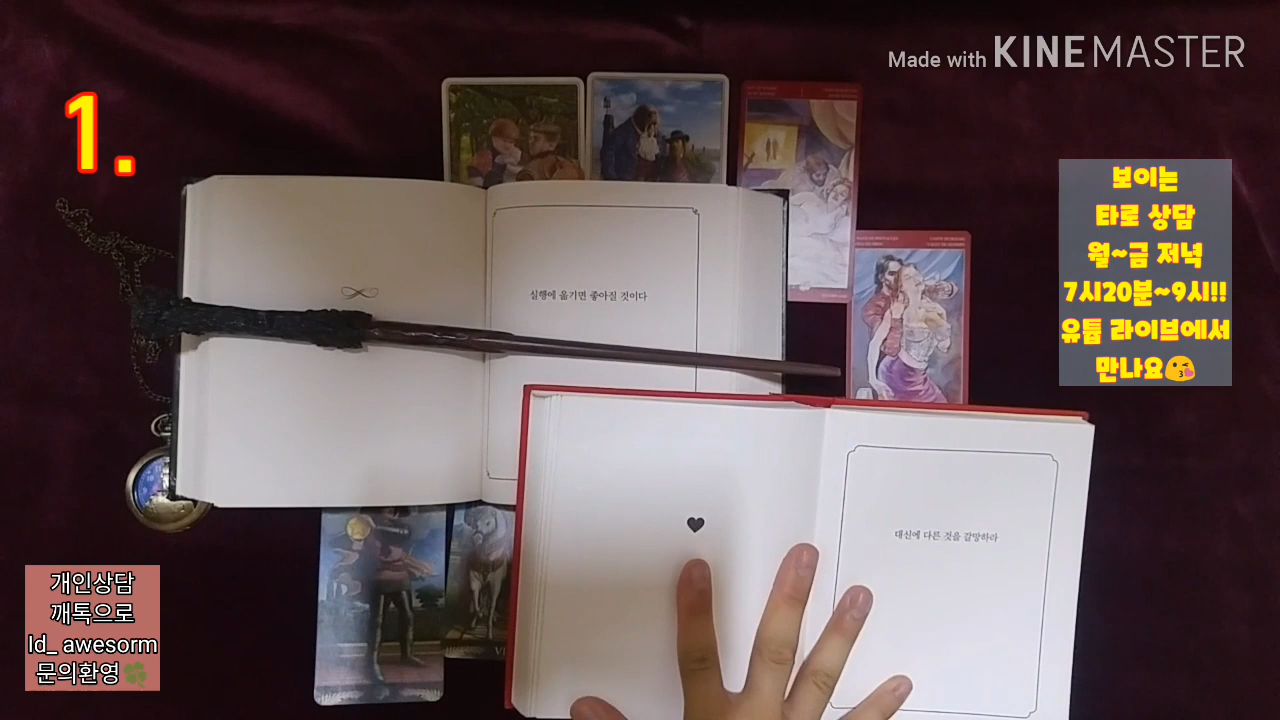 Made with KINEMASTER
1.
보이는
타로 상담
월~금 저녁
7시20분~9시!!
유튭 라이브에서
만나요😘
실행에 옮기면 좋아질 것이다
대신에 다른 것을 갈망하라
개인상담
깨톡으로
Id_ awesorm
문의환영🍀
VI